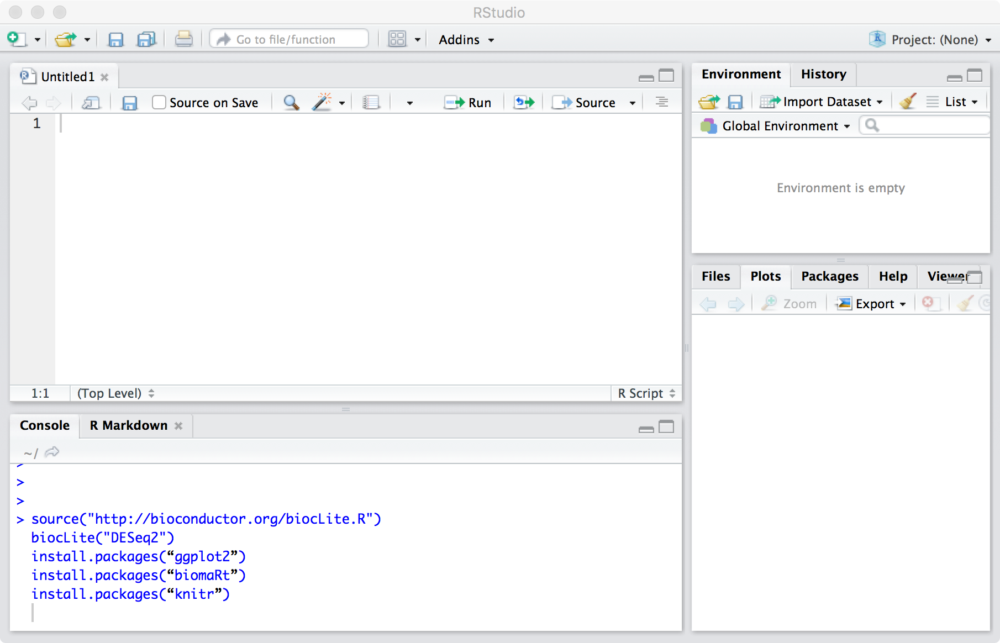 RStudio
Go to file/function
Addins
Project: (None)
Untitled1
Source on Save
Run
Source
1
1:1
(Top Level)
R Script
Console
R Markdown
~/
>
>
>
> source("http://bioconductor.org/biocLite.R")
biocLite("DESeq2")
install.packages(“ggplot2”)
install.packages(“biomaRt”)
install.packages(“knitr”)
Environment
History
Import Dataset
List
Global Environment
Environment is empty
Files
Plots
Packages
Help
Viewer
Zoom
Export